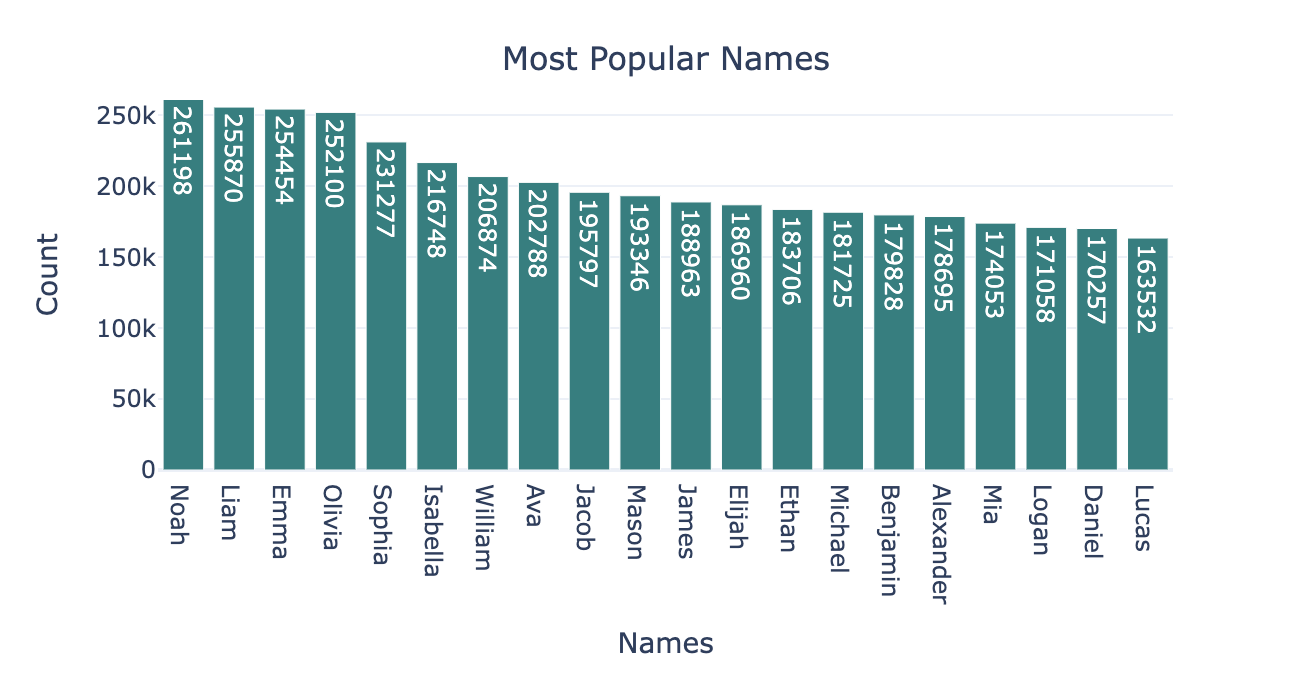 Most Popular Names
Count
250k
200k
150k
100k
50k
0
261198
255870
254454
252100
231277
216748
206874
202788
195797
193346
188963
186960
183706
181725
179828
178695
174053
171058
170257
163532
Noah
Liam
Emma
Olivia
Sophia
Isabella
William
Ava
Jacob
Mason
James
Elijah
Ethan
Michael
Benjamin
Alexander
Mia
Logan
Daniel
Lucas
Names